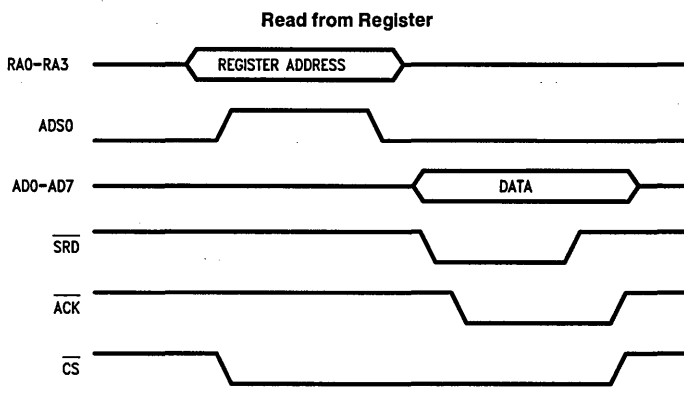 Read from Register
RA0-RA3
REGISTER ADDRESS
ADS0
AD0-AD7
DATA
SRD
ACK
CS